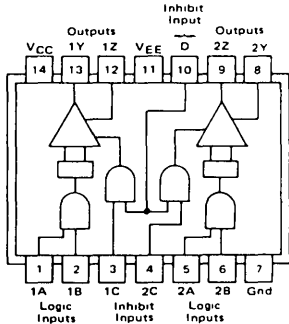 Inhibit
Outputs Input Outputs
VCC 1Y 1Z VEE D 2Z 2Y
14 13 12 11 10 9 8
1 2 3 4 5 6 7
1A 1B 1C 2C 2A 2B Gnd
Logic Inhibit Logic
Inputs Inputs Inputs